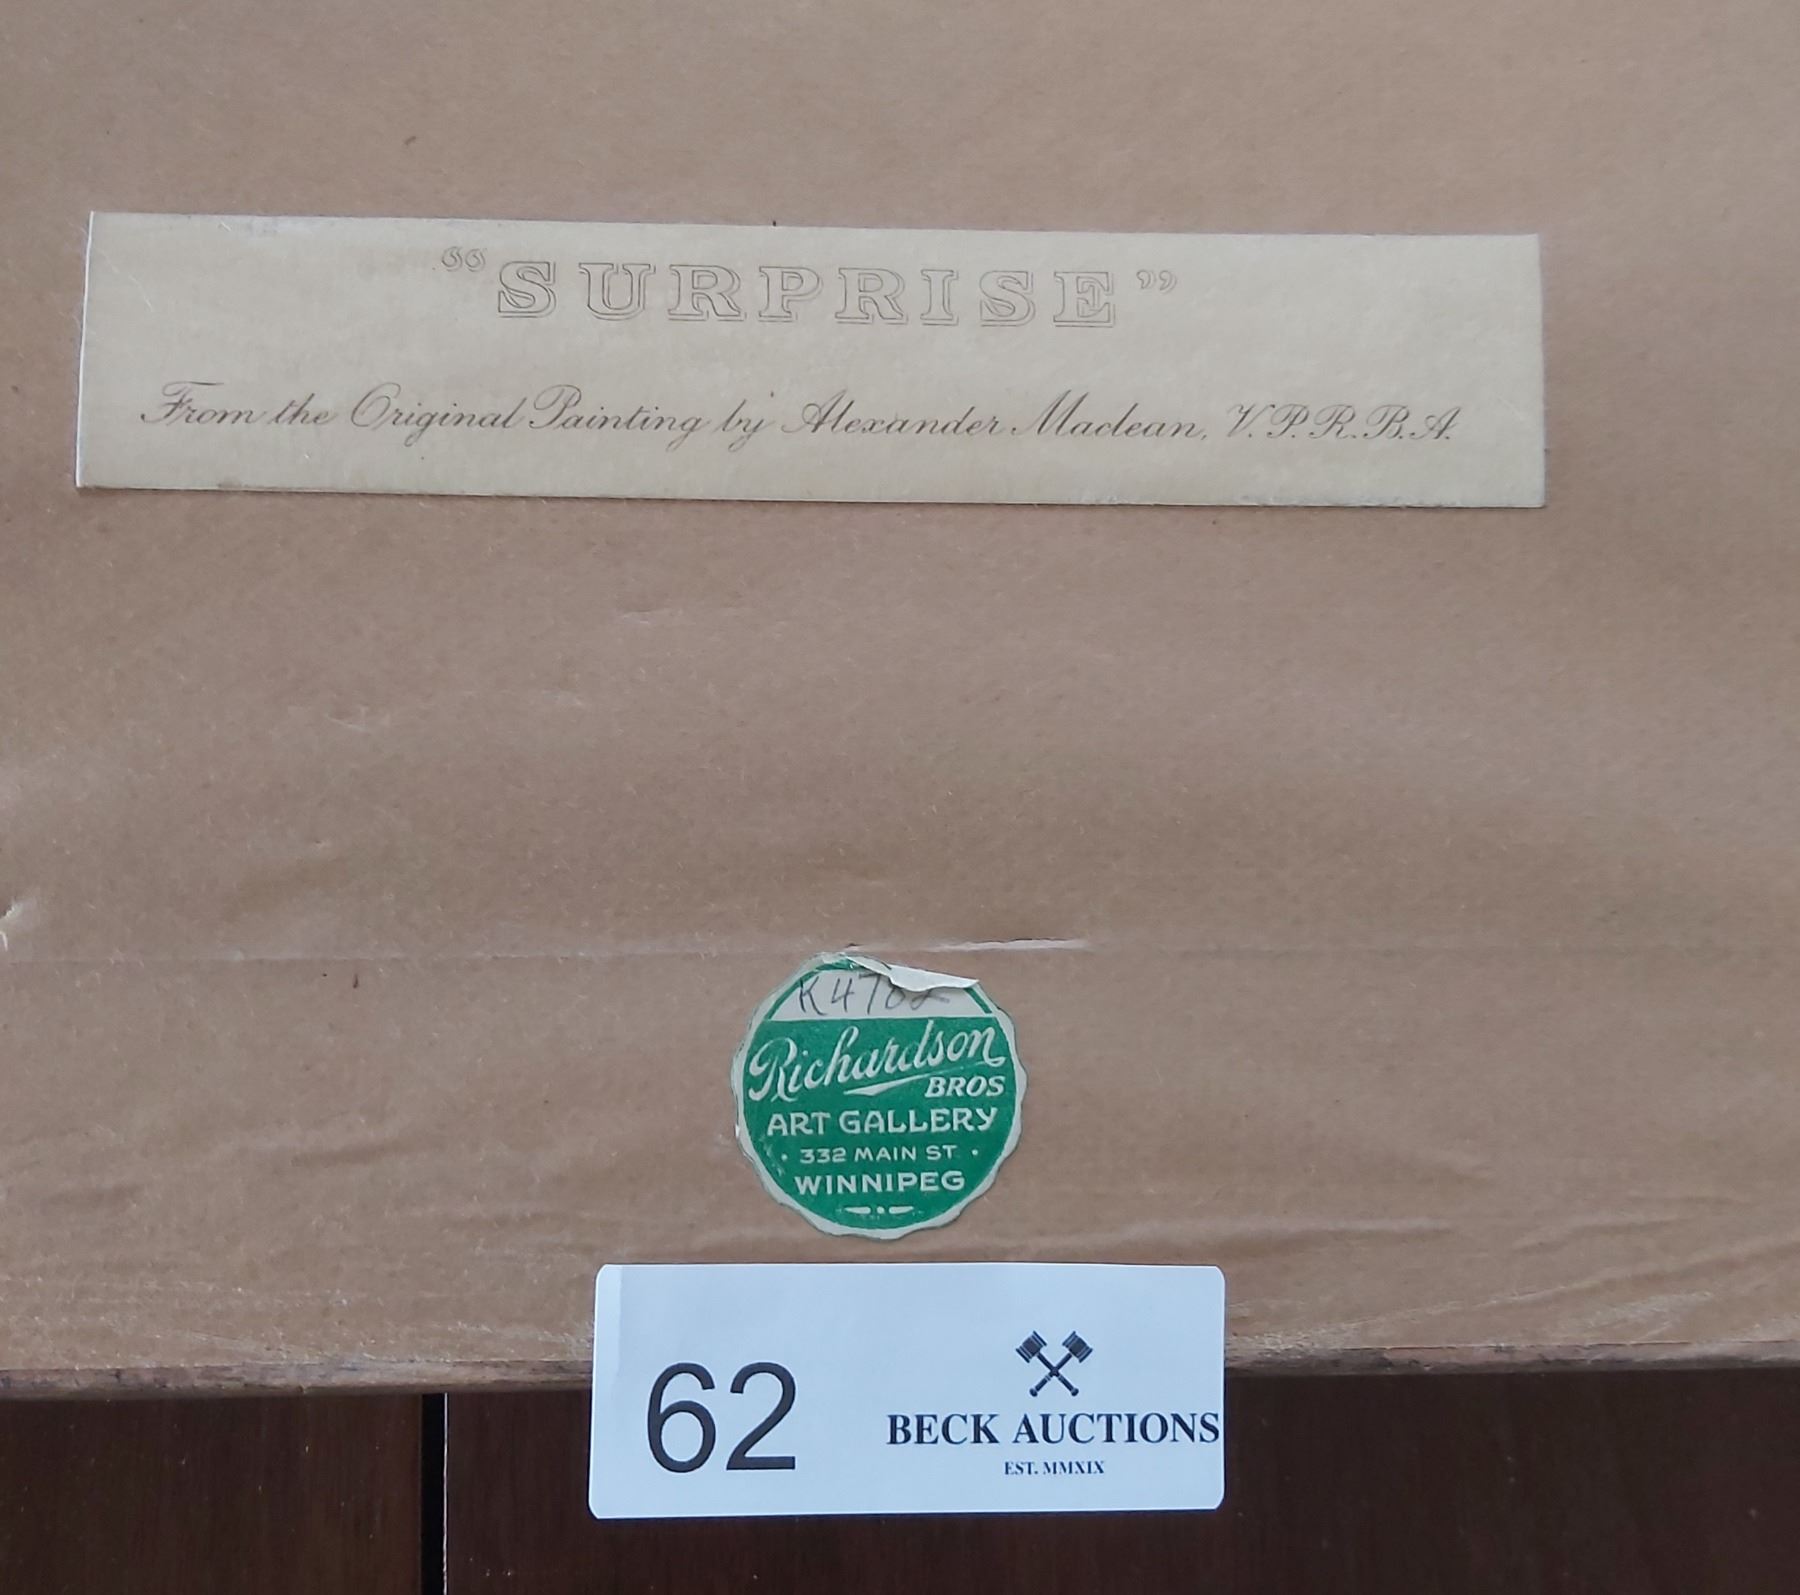 “SURPRISE”
From the Original Painting by Alexander Maclean, V.P.R.B.A.
K4782
Richardson
BROS
ART GALLERY
· 332 MAIN ST ·
WINNIPEG
62
BECK AUCTIONS
EST. MMXIX